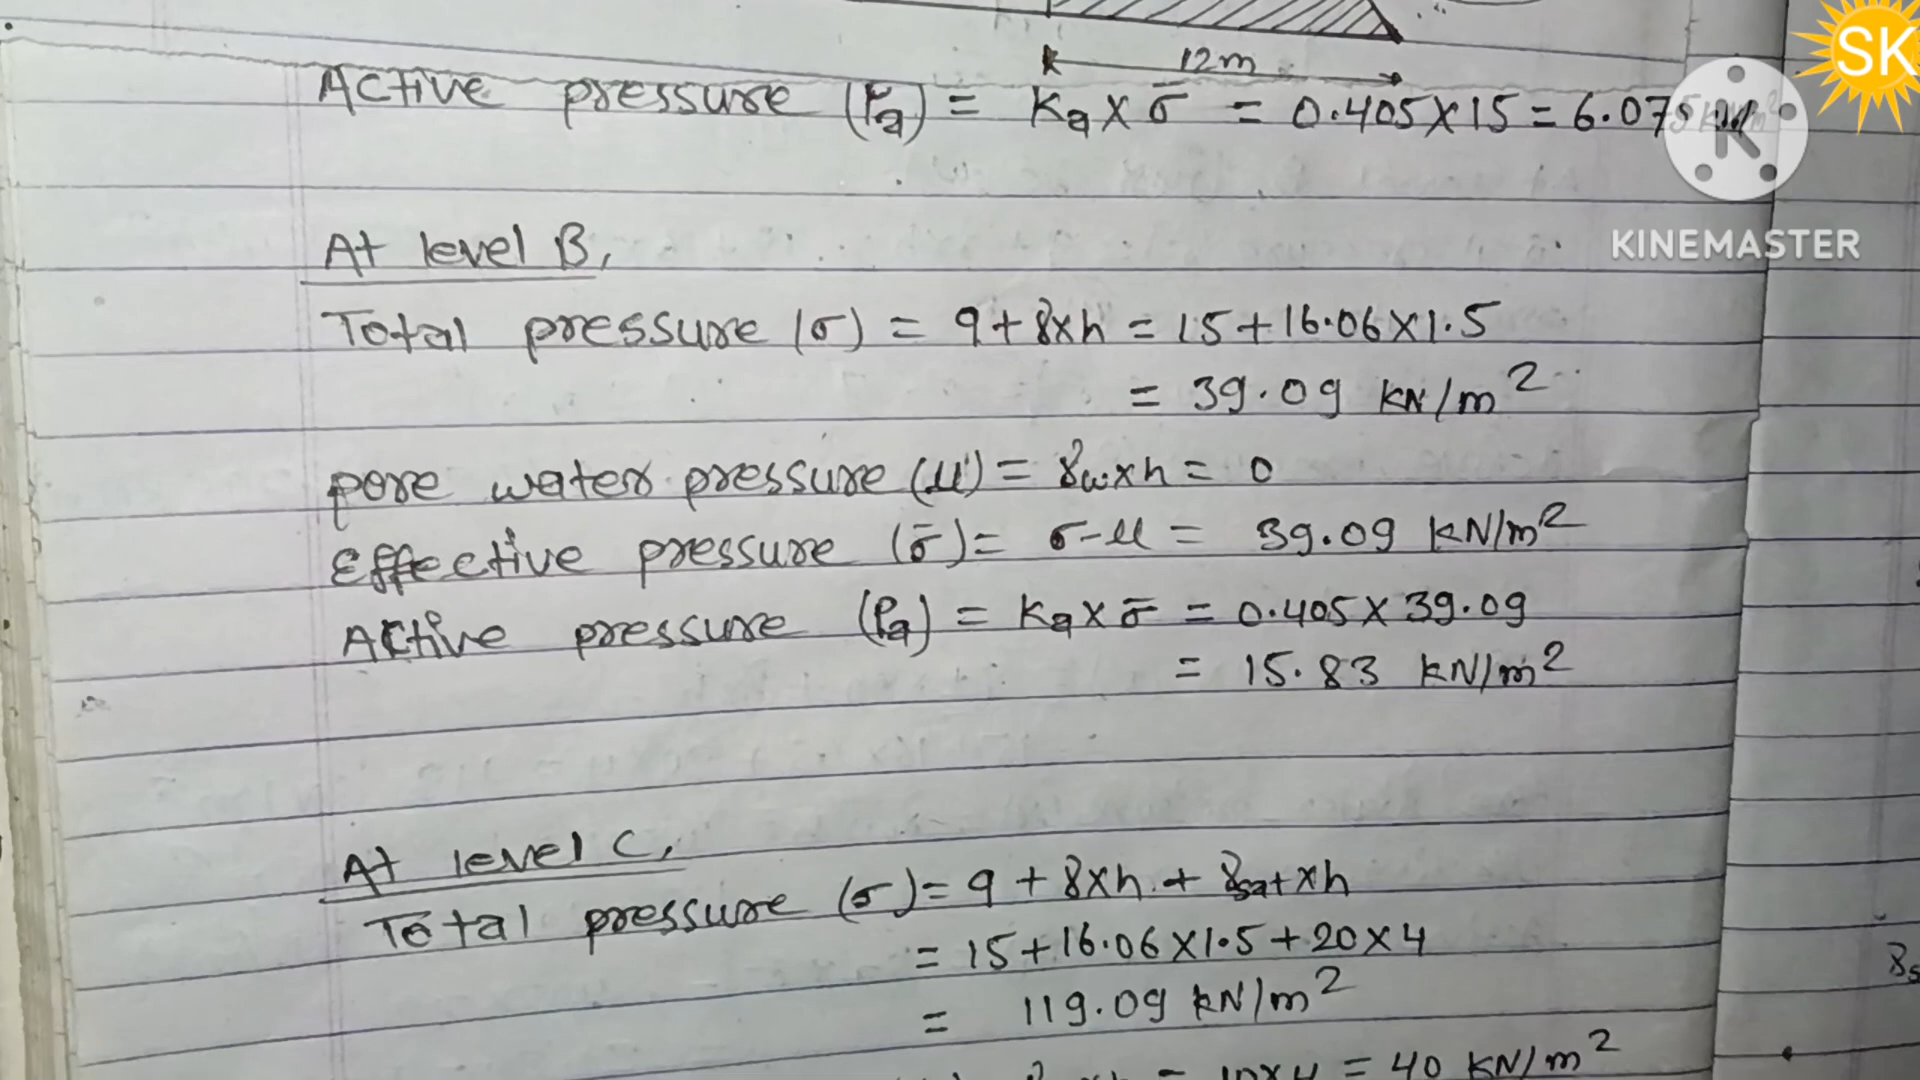 12m
SK
Active pressure (Pa) = Ka × σ̄ = 0.405×15 = 6.075
KINEMASTER
At level B,
Total pressure (σ) = q + γ×h = 15+16.06×1.5
= 39.09 kN/m²
pore water pressure (μ) = γw×h = 0
Effective pressure (σ̄) = σ-μ = 39.09 kN/m²
Active pressure (Pa) = Ka × σ̄ = 0.405 × 39.09
= 15.83 kN/m²
At level C,
Total pressure (σ) = q + γ×h + γsat×h
= 15+16.06×1.5+20×4
= 119.09 kN/m²
= 10×4 = 40 kN/m²